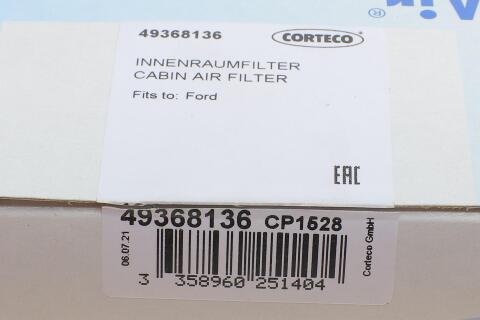 Air®
49368136
CORTECO
INNENRAUMFILTER
CABIN AIR FILTER
Fits to: Ford
EAC
49368136 CP1528
06.07.21
Corteco GmbH
3 358960 251404